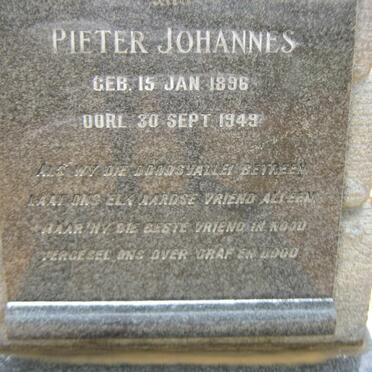 PIETER JOHANNES
GEB. 15 JAN 1896
OORL. 30 SEPT 1949
ALS WY DIE DOODSVALLEI BETREEN
LAAT ONS ELK AARDSE VRIEND ALLEEN
MAAR HY DIE BESTE VRIEND IN NOOD
VERGESEL ONS OVER GRAF EN DOOD